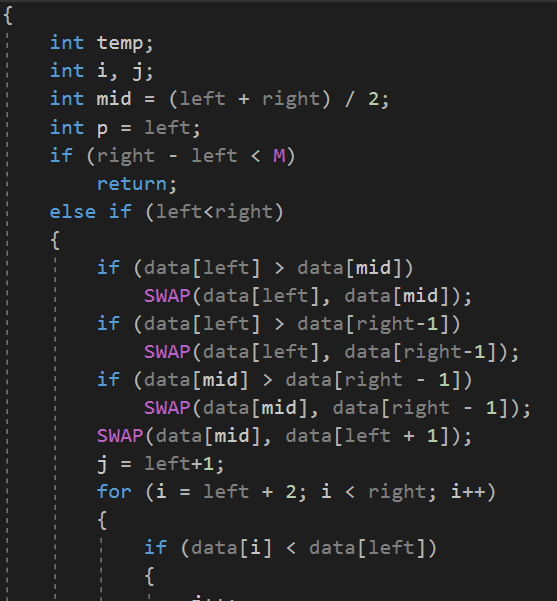 {
int temp;
int i, j;
int mid = (left + right) / 2;
int p = left;
if (right - left < M)
return;
else if (left<right)
{
if (data[left] > data[mid])
SWAP(data[left], data[mid]);
if (data[left] > data[right-1])
SWAP(data[left], data[right-1]);
if (data[mid] > data[right - 1])
SWAP(data[mid], data[right - 1]);
SWAP(data[mid], data[left + 1]);
j = left+1;
for (i = left + 2; i < right; i++)
{
if (data[i] < data[left])
{